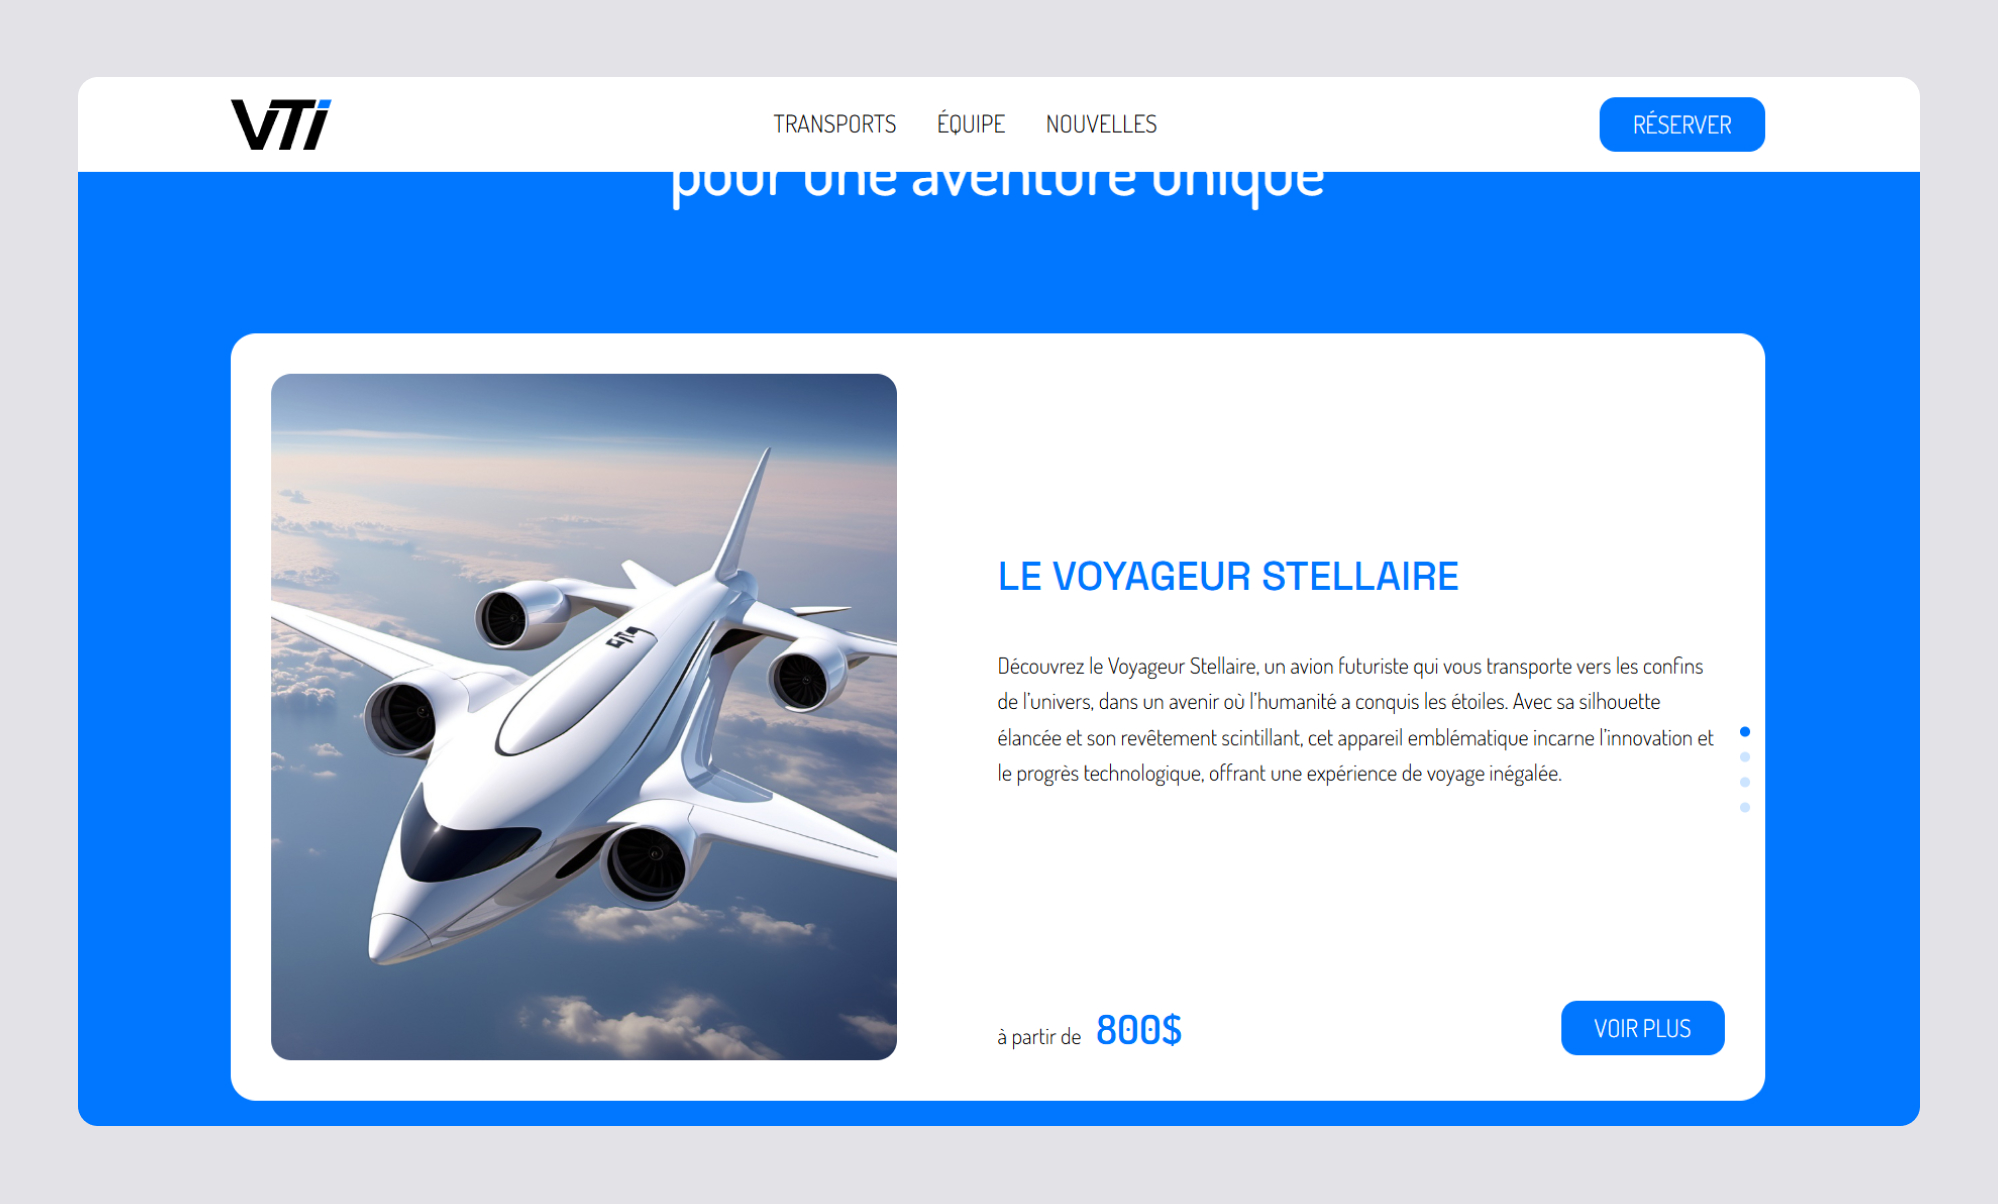 VTi
TRANSPORTS ÉQUIPE NOUVELLES
RÉSERVER
pour une aventure unique
LE VOYAGEUR STELLAIRE
Découvrez le Voyageur Stellaire, un avion futuriste qui vous transporte vers les confins
de l'univers, dans un avenir où l'humanité a conquis les étoiles. Avec sa silhouette
élancée et son revêtement scintillant, cet appareil emblématique incarne l'innovation et
le progrès technologique, offrant une expérience de voyage inégalée.
à partir de 800$
VOIR PLUS